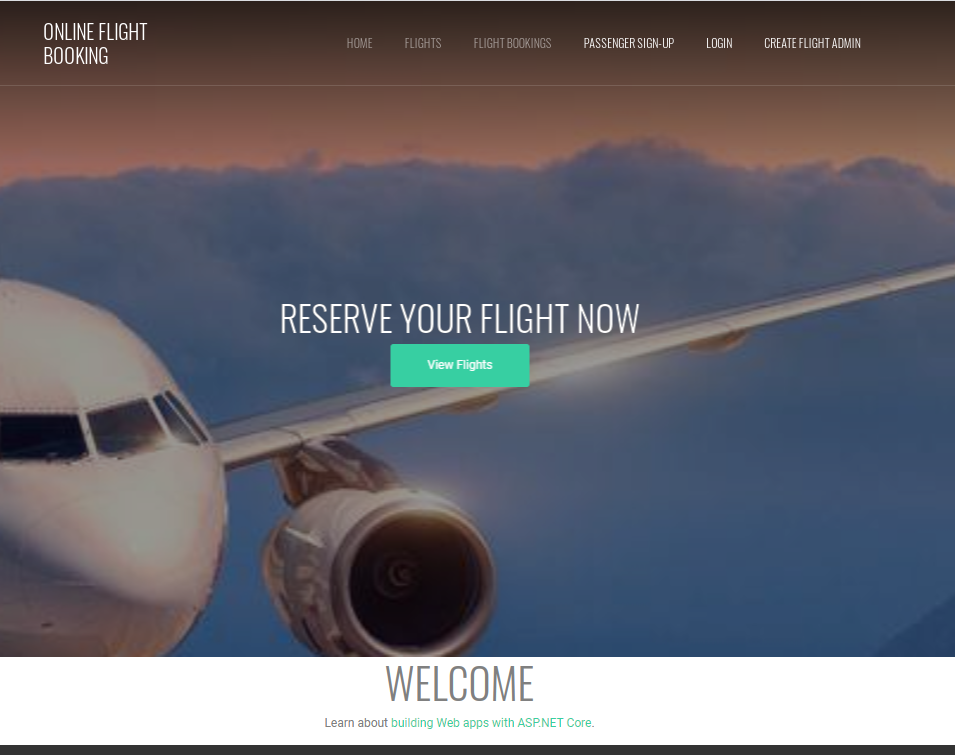 ONLINE FLIGHT
BOOKING
HOME FLIGHTS FLIGHT BOOKINGS PASSENGER SIGN-UP LOGIN CREATE FLIGHT ADMIN
RESERVE YOUR FLIGHT NOW
View Flights
WELCOME
Learn about building Web apps with ASP.NET Core.